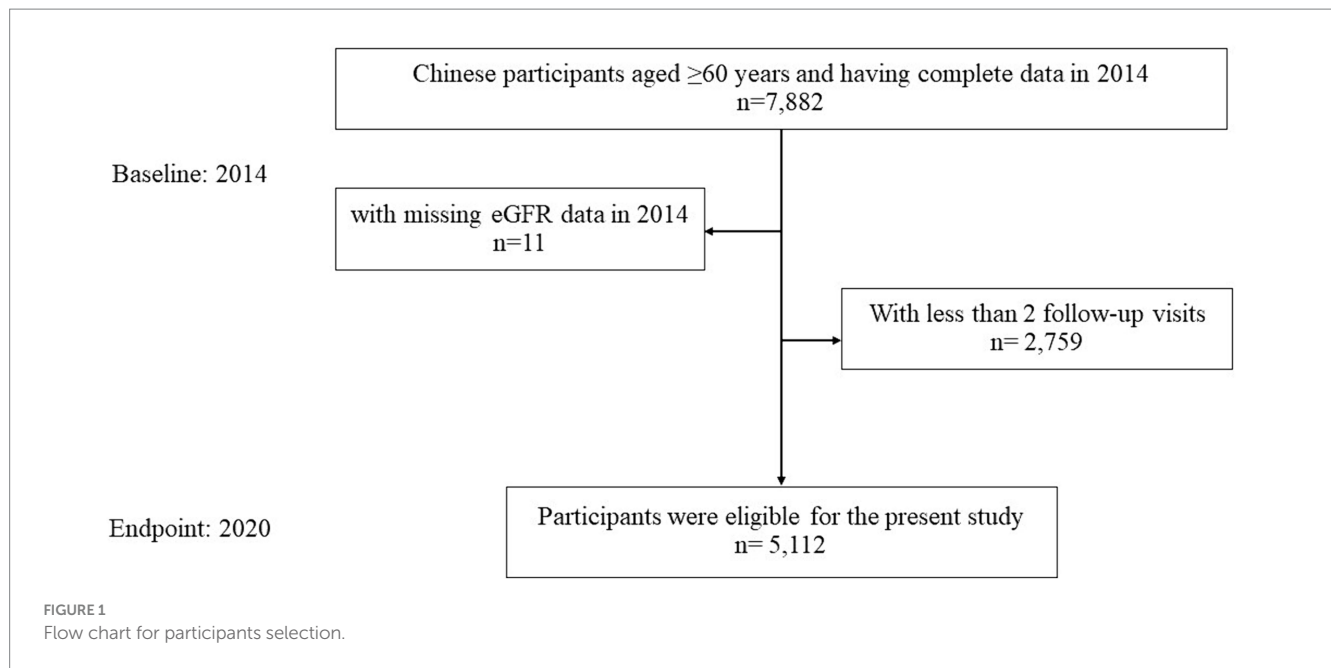 Chinese participants aged ≥60 years and having complete data in 2014
n=7,882
Baseline: 2014
with missing eGFR data in 2014
n=11
With less than 2 follow-up visits
n= 2,759
Endpoint: 2020
Participants were eligible for the present study
n= 5,112
FIGURE 1
Flow chart for participants selection.